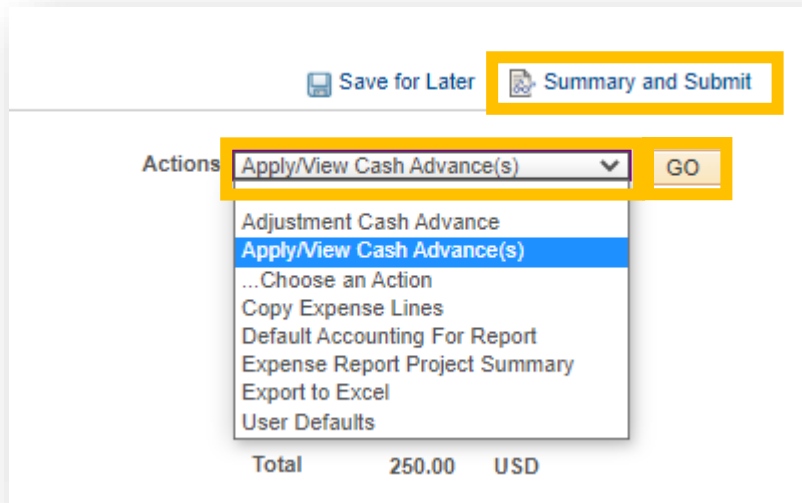 Save for Later Summary and Submit
Actions Apply/View Cash Advance(s) GO
Adjustment Cash Advance
Apply/View Cash Advance(s)
...Choose an Action
Copy Expense Lines
Default Accounting For Report
Expense Report Project Summary
Export to Excel
User Defaults
Total 250.00 USD